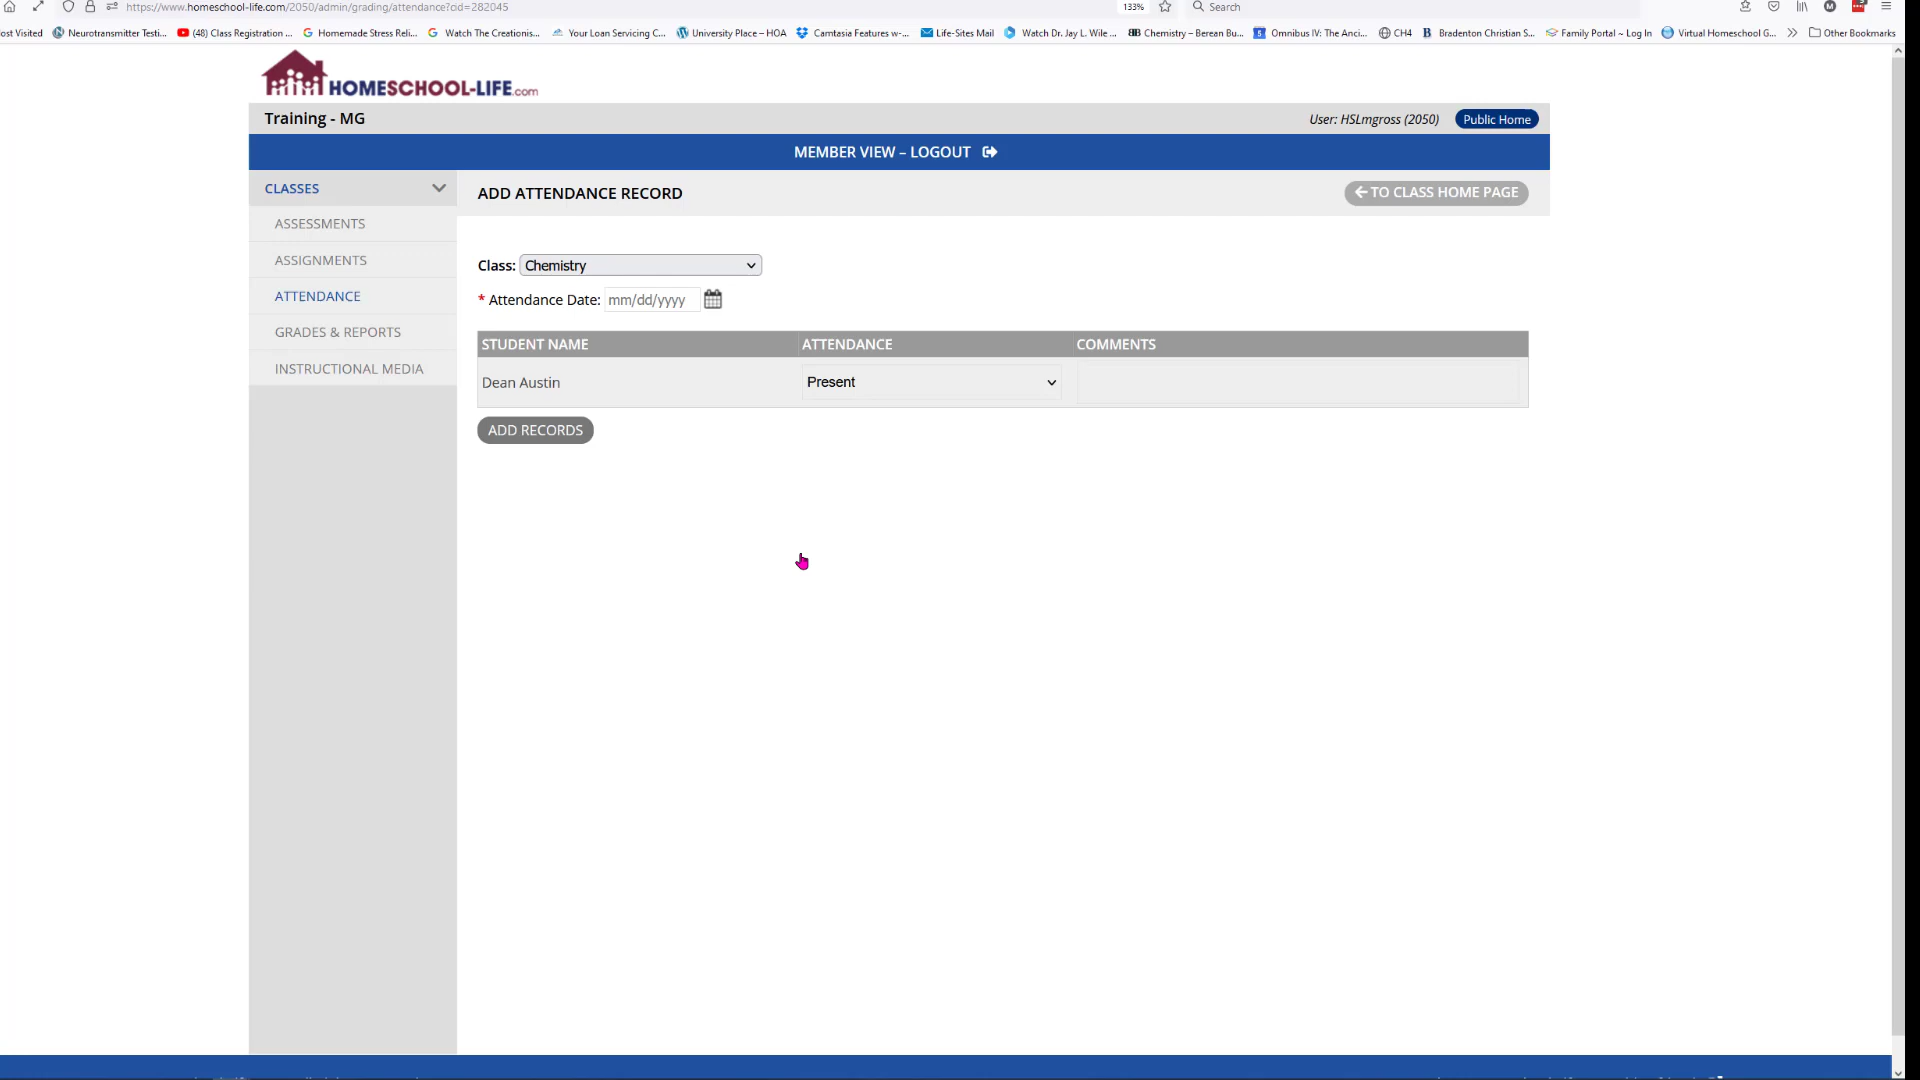 https://www.homeschool-life.com/2050/admin/grading/attendance?cid=282045
133%
Search
ost Visited
Neurotransmitter Testi...
(48) Class Registration ...
Homemade Stress Reli...
Watch The Creationis...
Your Loan Servicing C...
University Place – HOA
Camtasia Features w-...
Life-Sites Mail
Watch Dr. Jay L. Wile ...
Chemistry – Berean Bu...
Omnibus IV: The Anci...
CH4
Bradenton Christian S...
Family Portal ~ Log In
Virtual Homeschool G...
Other Bookmarks
HOMESCHOOL-LIFE.com
Training - MG
User: HSLmgross (2050)
Public Home
MEMBER VIEW – LOGOUT
CLASSES
ASSESSMENTS
ASSIGNMENTS
ATTENDANCE
GRADES & REPORTS
INSTRUCTIONAL MEDIA
ADD ATTENDANCE RECORD
TO CLASS HOME PAGE
Class: Chemistry
* Attendance Date: mm/dd/yyyy
STUDENT NAME ATTENDANCE COMMENTS
Dean Austin Present
ADD RECORDS